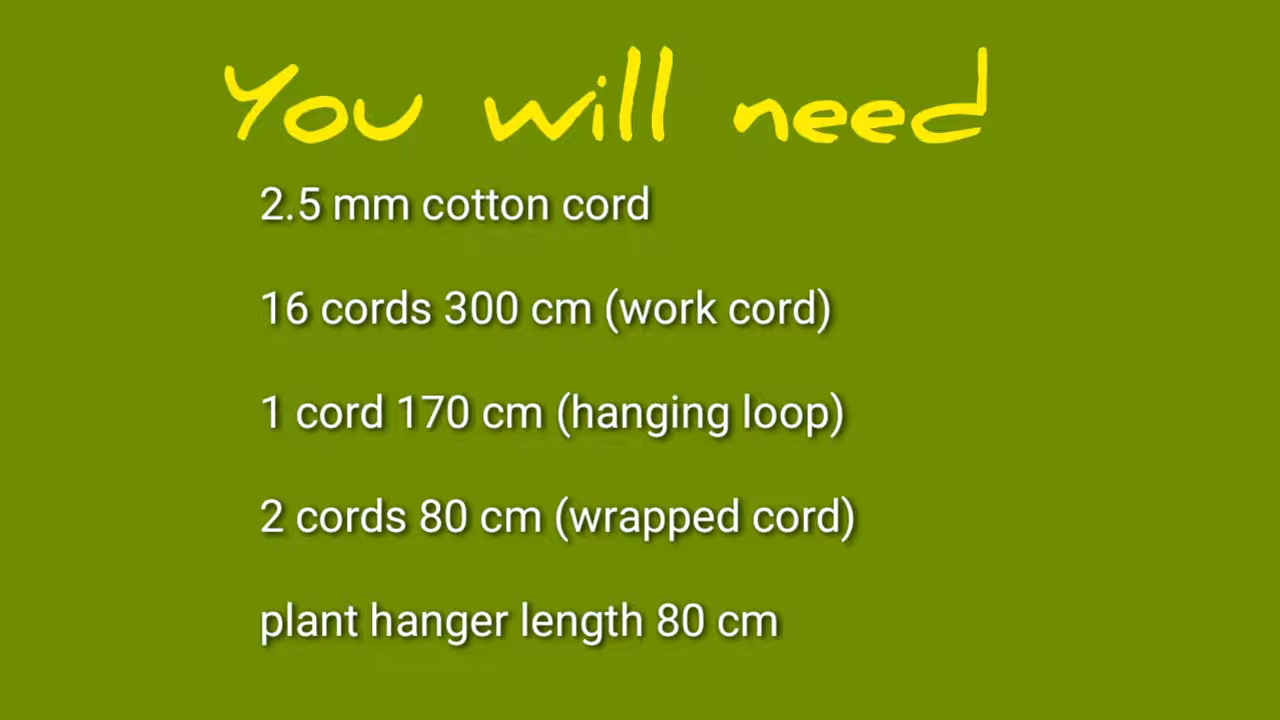 You will need
2.5 mm cotton cord
16 cords 300 cm (work cord)
1 cord 170 cm (hanging loop)
2 cords 80 cm (wrapped cord)
plant hanger length 80 cm